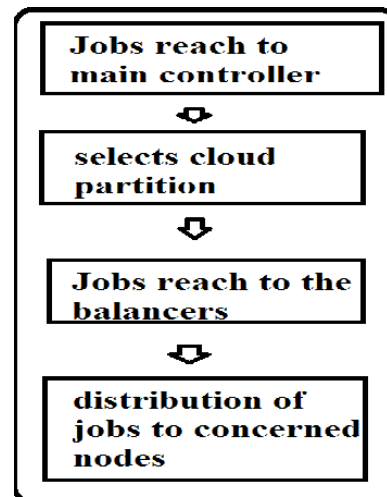 Jobs reach to
main controller
selects cloud
partition
Jobs reach to the
balancers
distribution of
jobs to concerned
nodes